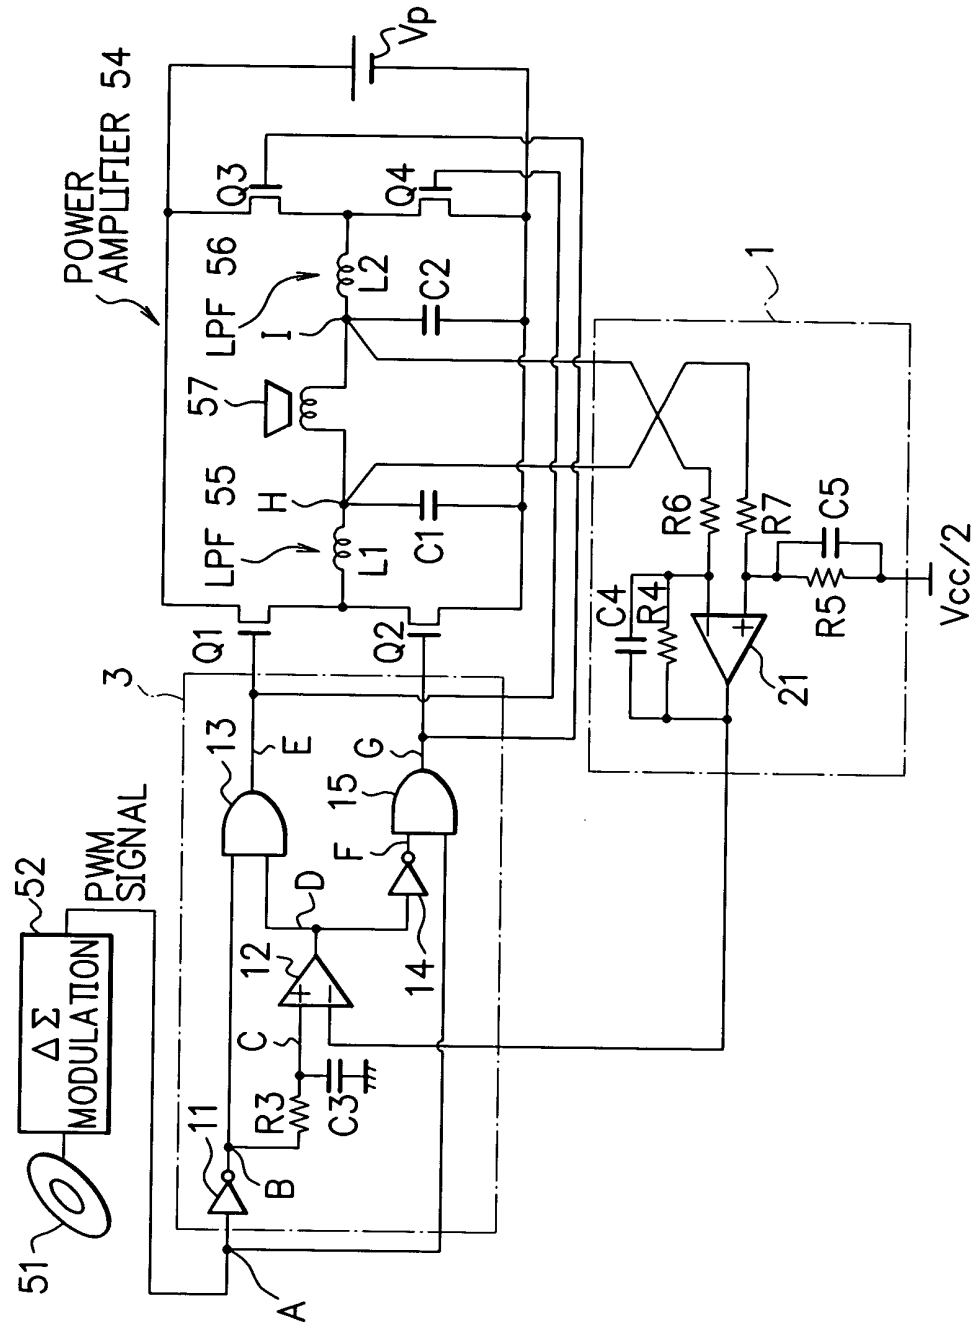 POWER
AMPLIFIER 54
Vp
LPF 56
Q3
Q4
L2
C2
I
57
H
LPF 55
L1
C1
Q1
Q2
3
13
E
G
15
F
D
12
14
C
R3
C3
11
B
A
PWM
SIGNAL
52
ΔΣ
MODULATION
51
1
R6
R7
C4
R4
C5
R5
+
−
21
+
−
Vcc/2